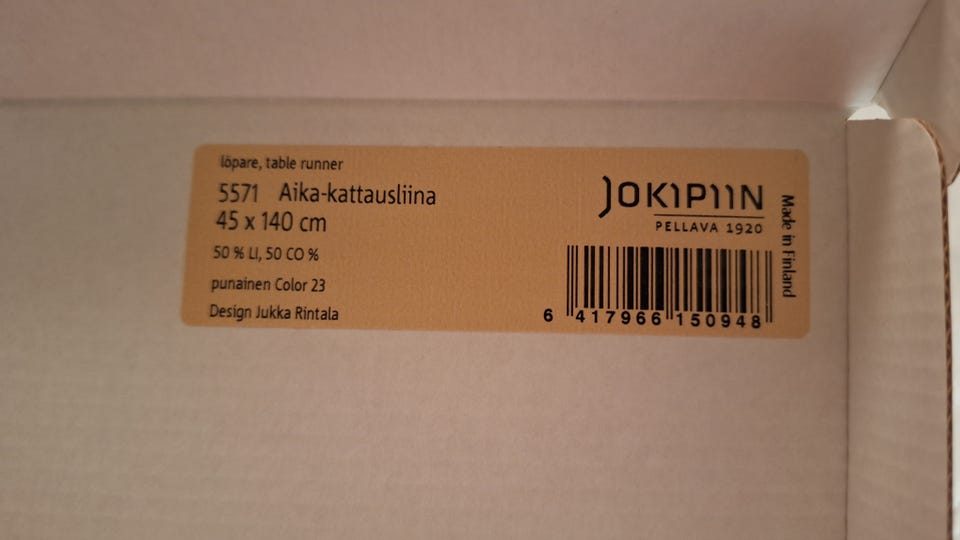 löpare, table runner
5571 Aika-kattausliina
45 x 140 cm
50 % LI, 50 CO %
punainen Color 23
Design Jukka Rintala
JOKIPIIN
PELLAVA 1920
Made in Finland
6 417966 150948